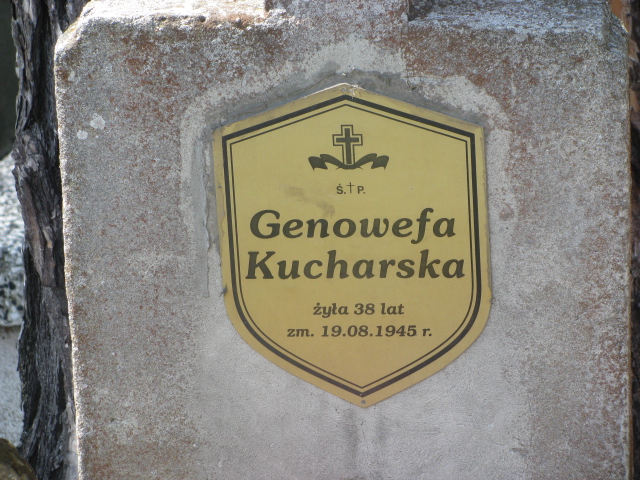 Ś.†P.
Genowefa
Kucharska
żyła 38 lat
zm. 19.08.1945 r.